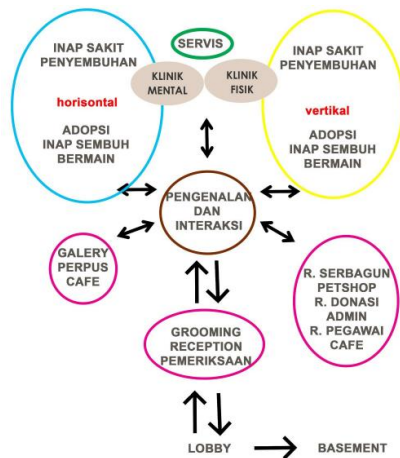 SERVIS
INAP SAKIT
PENYEMBUHAN
horisontal
ADOPSI
INAP SEMBUH
BERMAIN
KLINIK
MENTAL
KLINIK
FISIK
INAP SAKIT
PENYEMBUHAN
vertikal
ADOPSI
INAP SEMBUH
BERMAIN
PENGENALAN
DAN
INTERAKSI
GALERY
PERPUS
CAFE
R. SERBAGUN
PETSHOP
R. DONASI
ADMIN
R. PEGAWAI
CAFE
GROOMING
RECEPTION
PEMERIKSAAN
LOBBY
BASEMENT